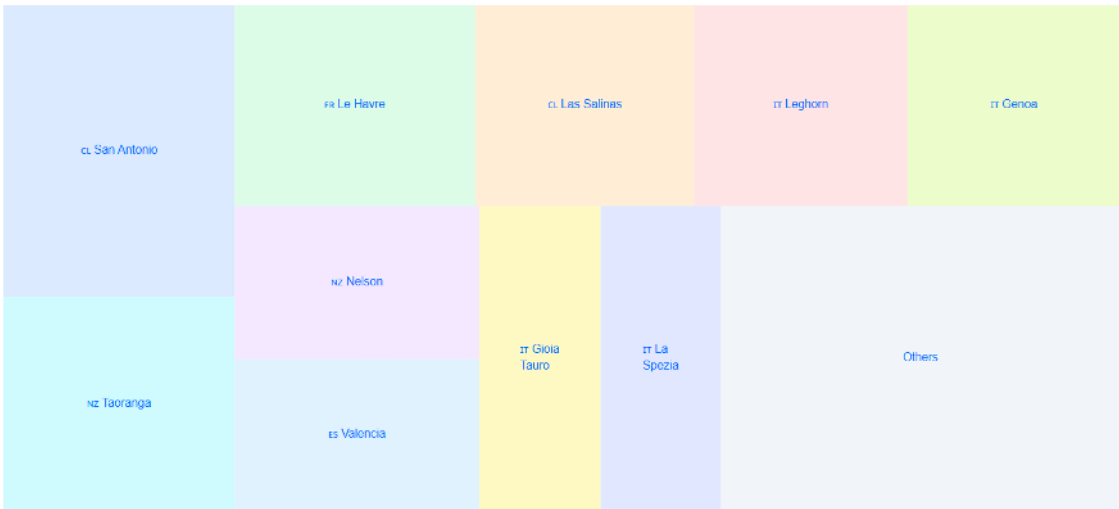 FR Le Havre
CL Las Salinas
IT Leghorn
IT Genoa
CL San Antonio
NZ Nelson
IT Gioia
Tauro
IT La
Spezia
Others
NZ Taoranga
ES Valencia